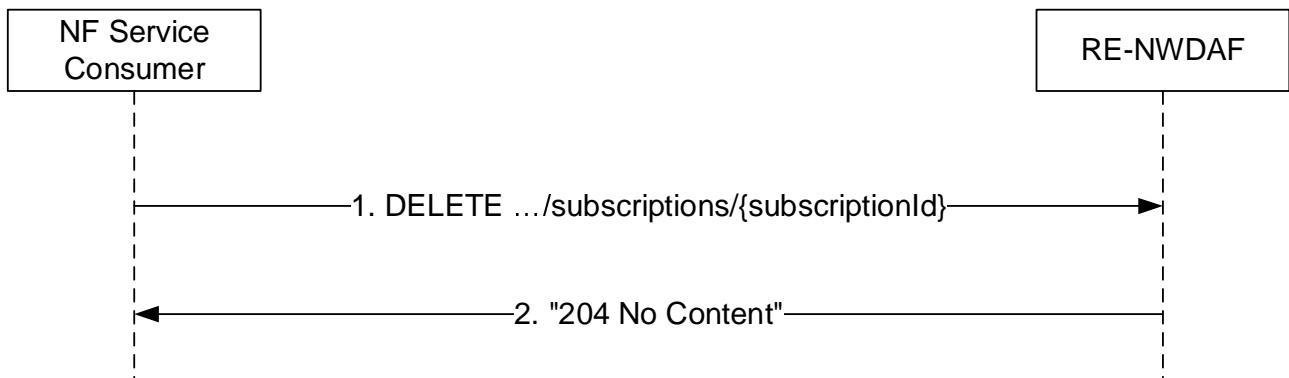 NF Service
Consumer
RE-NWDAF
1. DELETE …/subscriptions/{subscriptionId}
2. "204 No Content"